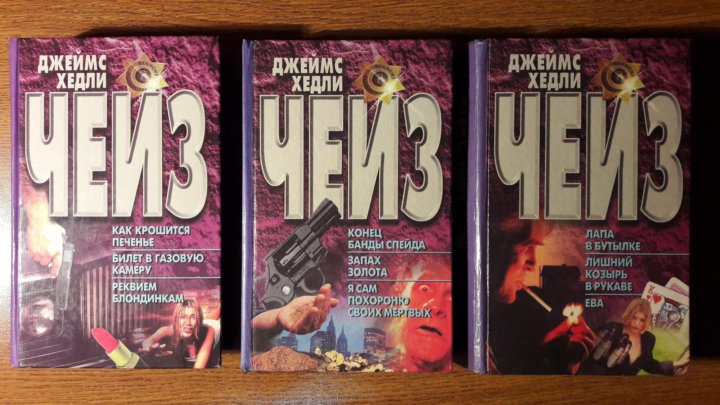 ДЖЕЙМС
ХЕДЛИ
ЧЕЙЗ
КАК КРОШИТСЯ
ПЕЧЕНЬЕ
БИЛЕТ В ГАЗОВУЮ
КАМЕРУ
РЕКВИЕМ
БЛОНДИНКАМ
ДЖЕЙМС
ХЕДЛИ
ЧЕЙЗ
КОНЕЦ
БАНДЫ СПЕЙДА
ЗАПАХ
ЗОЛОТА
Я САМ
ПОХОРОНЮ
СВОИХ МЕРТВЫХ
ДЖЕЙМС
ХЕДЛИ
ЧЕЙЗ
ЛАПА
В БУТЫЛКЕ
ЛИШНИЙ
КОЗЫРЬ
В РУКАВЕ
ЕВА